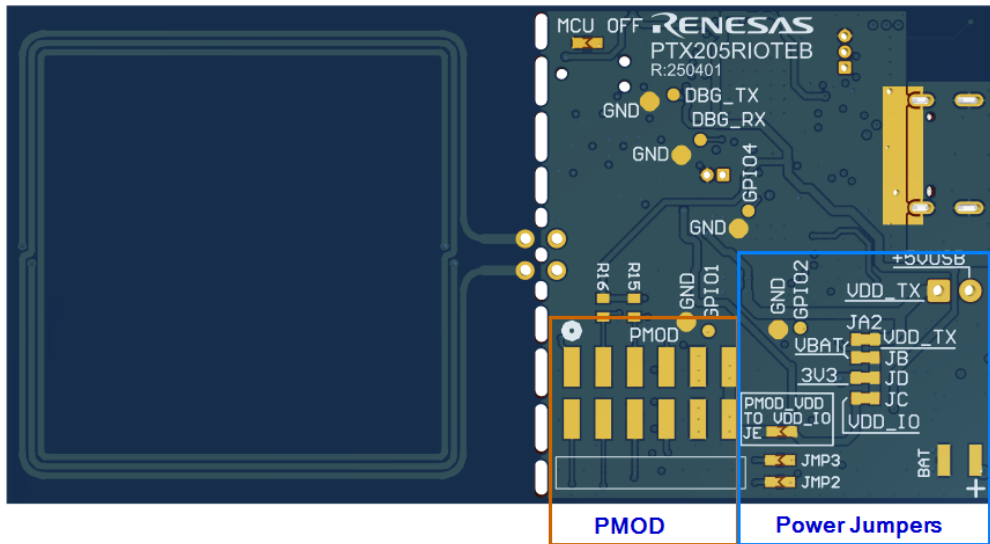 MCU OFF RENESAS
PTX205RIOTEB
R:250401
GND DBG_TX
DBG_RX
GND
GPIO4
GND
+5VUSB
R16 R15 GND GPIO1 GND GPIO2 VDD_TX
JA2
PMOD VBAT VDD_TX
JB
3V3 JD
PMOD_VDD JC
TO VDD_IO VDD_IO
JE
JMP3 BAT
JMP2 +
PMOD Power Jumpers